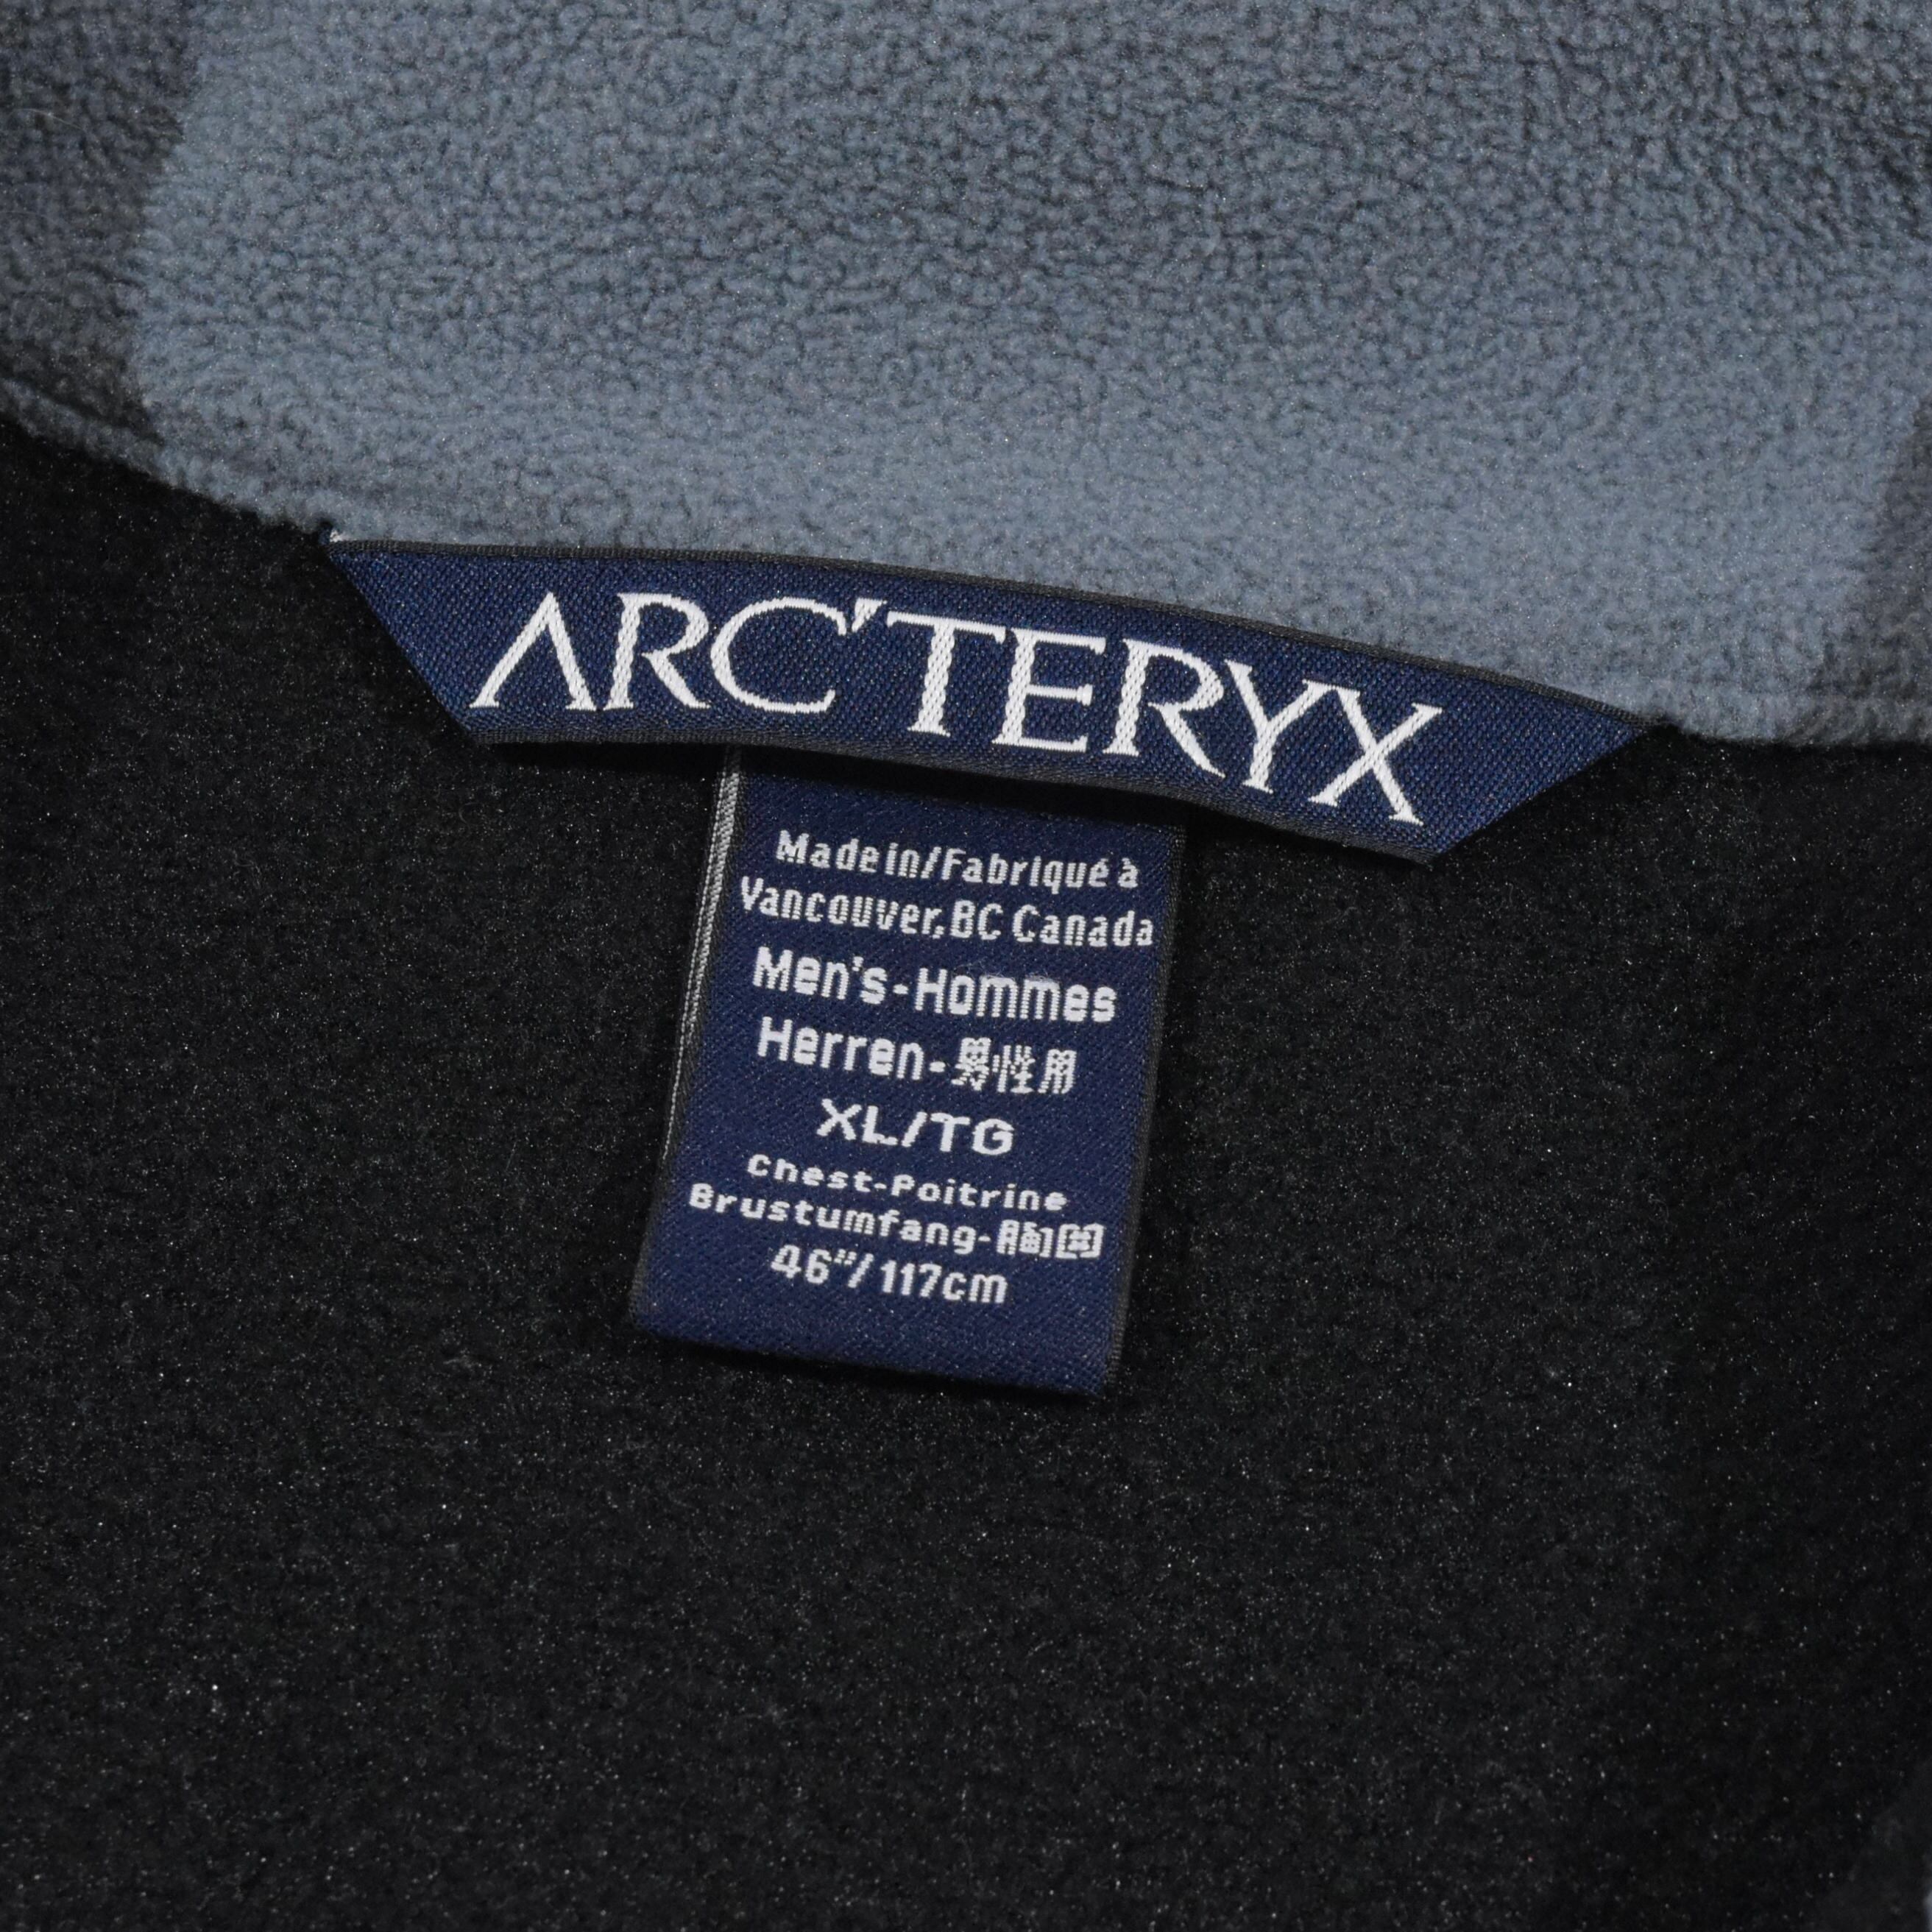 ARC'TERYX
Made in/Fabriqué à
Vancouver, BC Canada
Men's-Hommes
Herren-男性用
XL/TG
Chest-Poitrine
Brustumfang-胸囲
46"/117cm